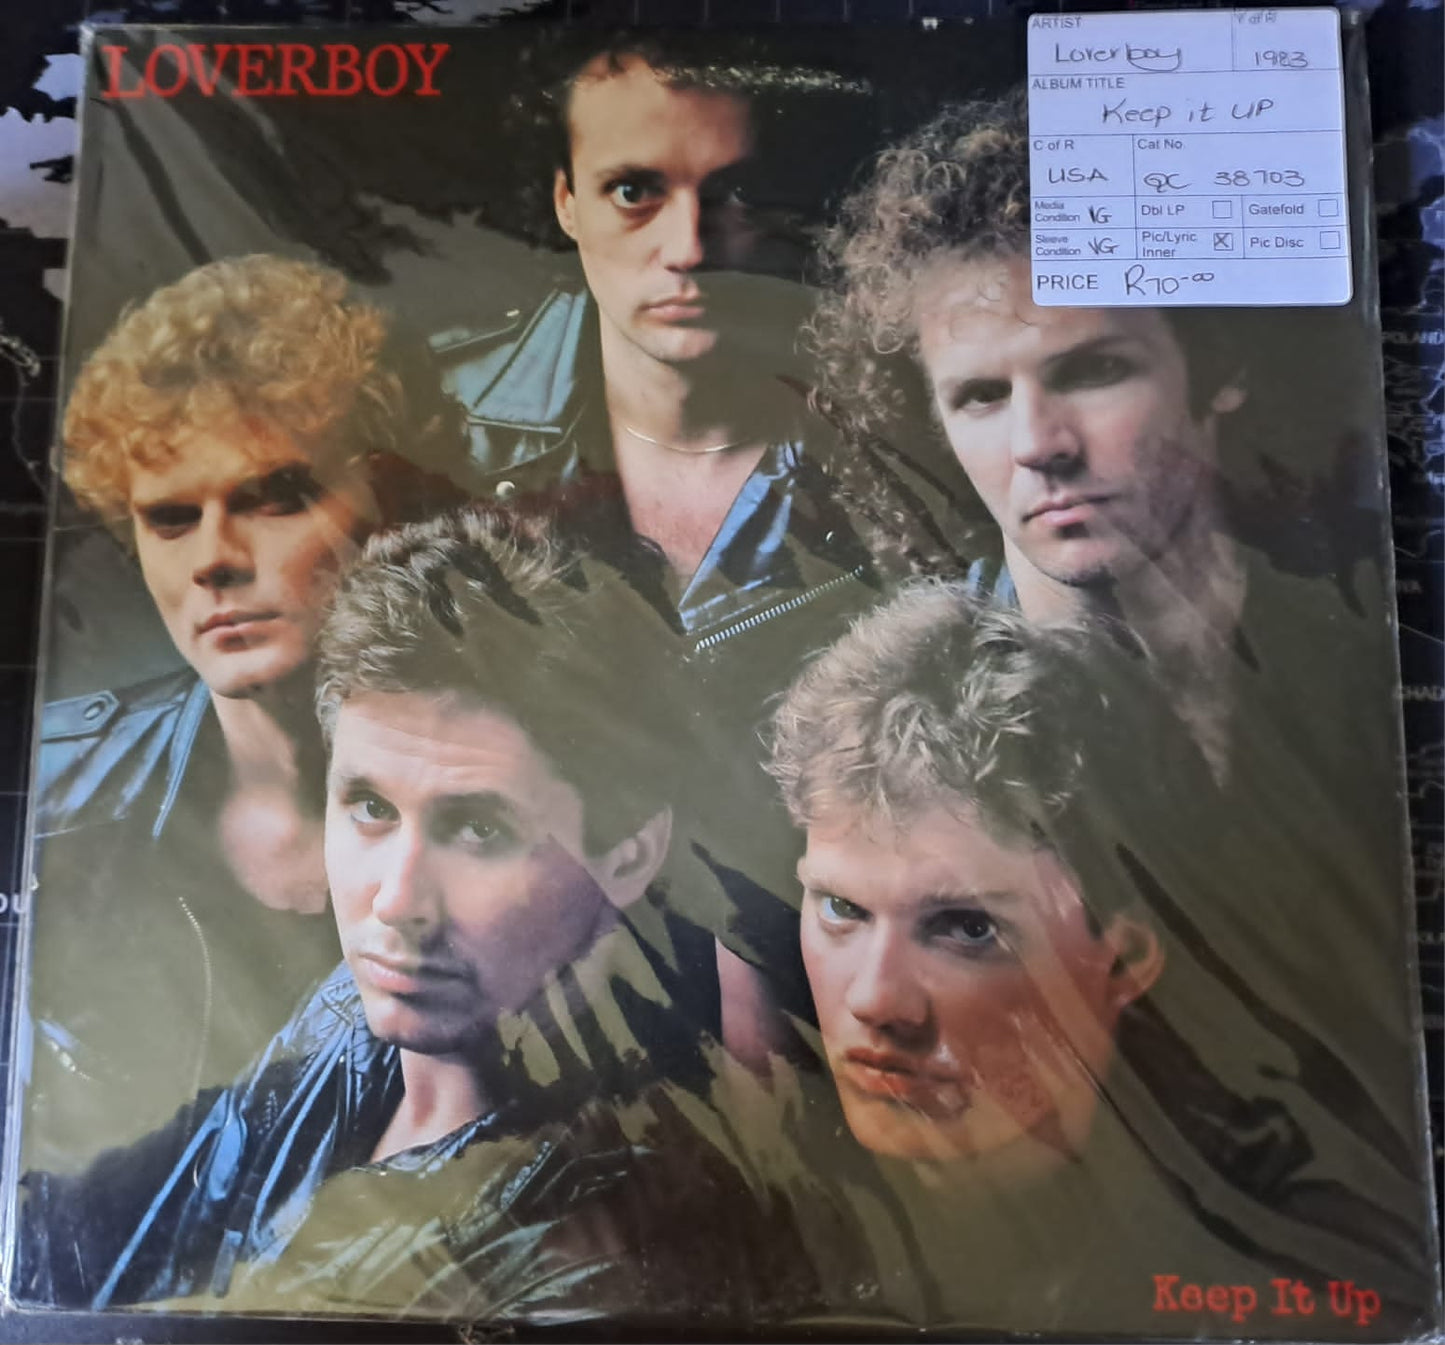 LOVERBOY
ARTIST
Y of R
Loverboy
1983
ALBUM TITLE
Keep it UP
C of R
Cat No.
USA
QC 38703
Media Condition VG
Dbl LP
Gatefold
Sleeve Condition VG
Pic/Lyric Inner
Pic Disc
PRICE R70-00
POLAND
Keep It Up